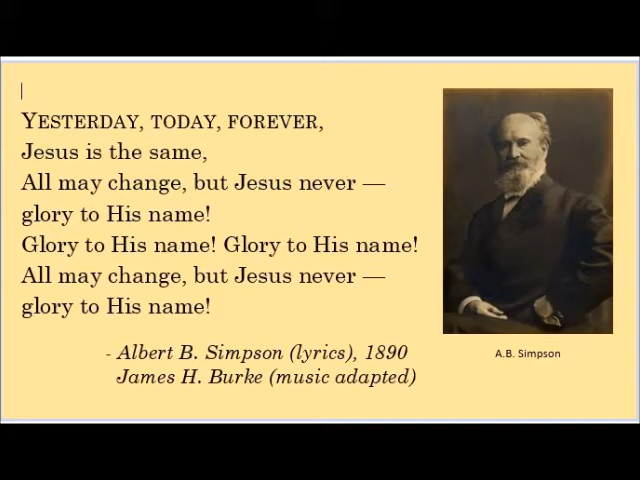 YESTERDAY, TODAY, FOREVER,
Jesus is the same,
All may change, but Jesus never —
glory to His name!
Glory to His name! Glory to His name!
All may change, but Jesus never —
glory to His name!
- Albert B. Simpson (lyrics), 1890
James H. Burke (music adapted)
A.B. Simpson